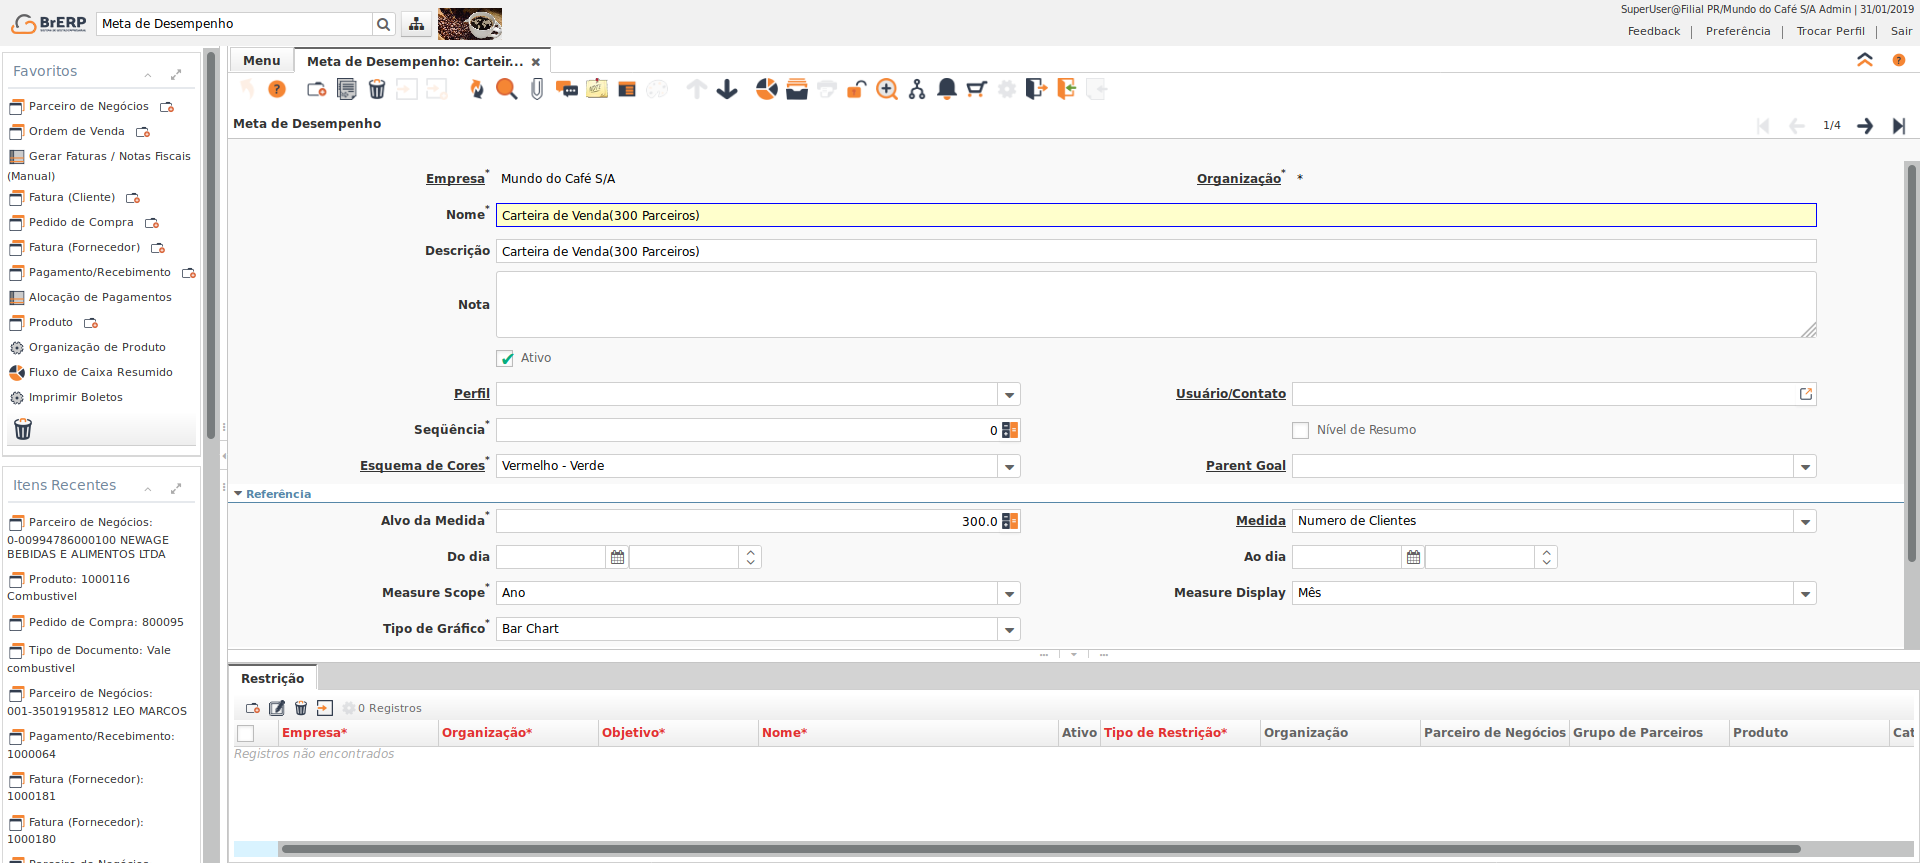 BrERP
Meta de Desempenho
SuperUser@Filial PR/Mundo do Café S/A Admin | 31/01/2019
Feedback | Preferência | Trocar Perfil | Sair
Favoritos
Parceiro de Negócios
Ordem de Venda
Gerar Faturas / Notas Fiscais
(Manual)
Fatura (Cliente)
Pedido de Compra
Fatura (Fornecedor)
Pagamento/Recebimento
Alocação de Pagamentos
Produto
Organização de Produto
Fluxo de Caixa Resumido
Imprimir Boletos
Itens Recentes
Parceiro de Negócios:
0-00994786000100 NEWAGE
BEBIDAS E ALIMENTOS LTDA
Produto: 1000116
Combustivel
Pedido de Compra: 800095
Tipo de Documento: Vale
combustivel
Parceiro de Negócios:
001-35019195812 LEO MARCOS
Pagamento/Recebimento:
1000064
Fatura (Fornecedor):
1000181
Fatura (Fornecedor):
1000180
Menu
Meta de Desempenho: Carteir...
Meta de Desempenho
1/4
Empresa* Mundo do Café S/A
Organização* *
Nome* Carteira de Venda(300 Parceiros)
Descrição Carteira de Venda(300 Parceiros)
Nota
Ativo
Perfil
Usuário/Contato
Seqüência* 0
Nível de Resumo
Esquema de Cores* Vermelho - Verde
Parent Goal
Referência
Alvo da Medida* 300.0
Medida Numero de Clientes
Do dia
Ao dia
Measure Scope* Ano
Measure Display Mês
Tipo de Gráfico* Bar Chart
Restrição
0 Registros
Empresa* Organização* Objetivo* Nome* Ativo Tipo de Restrição* Organização Parceiro de Negócios Grupo de Parceiros Produto Cat
Registros não encontrados